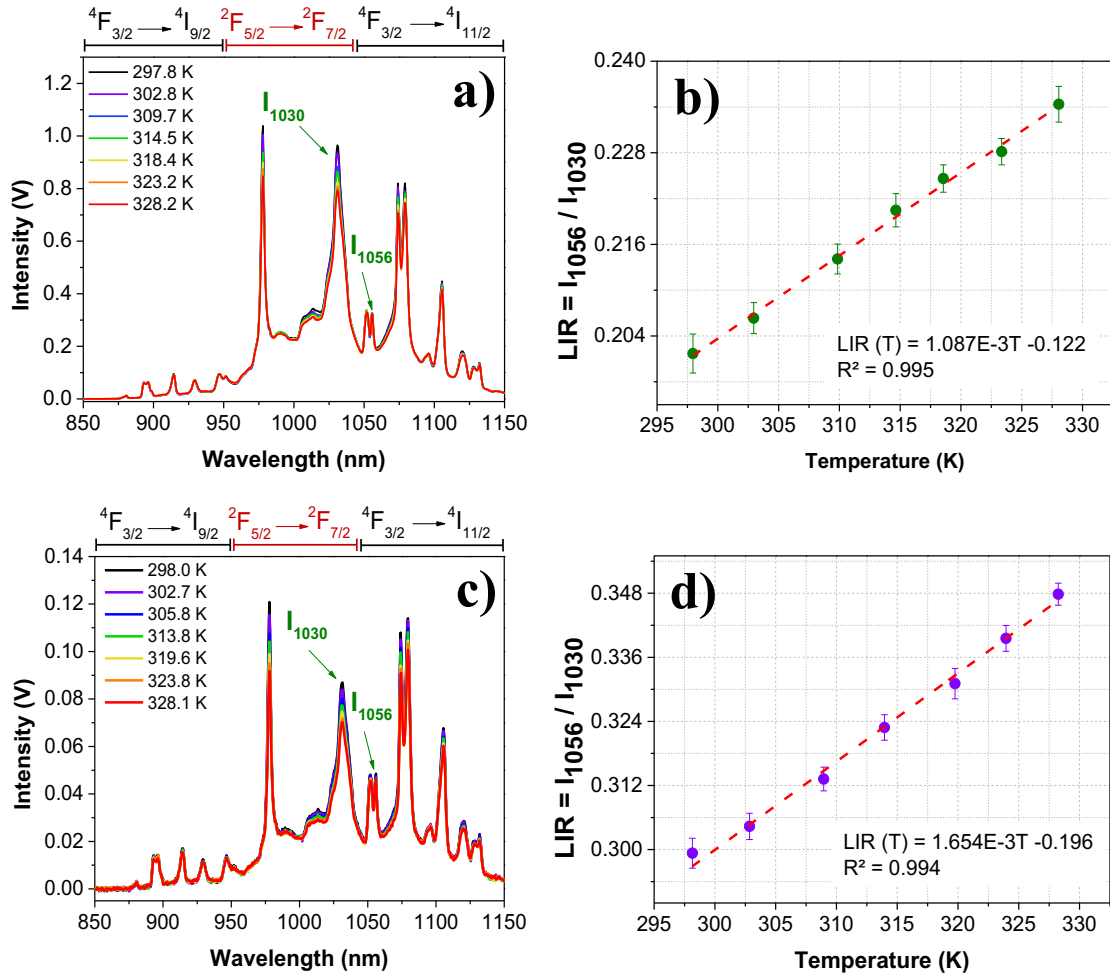 ⁴F₃/₂ → ⁴I₉/₂ ²F₅/₂ → ²F₇/₂ ⁴F₃/₂ → ⁴I₁₁/₂
a)
297.8 K
302.8 K
309.7 K
314.5 K
318.4 K
323.2 K
328.2 K
I₁₀₃₀
I₁₀₅₆
Intensity (V)
1.2
1.0
0.8
0.6
0.4
0.2
0.0
850 900 950 1000 1050 1100 1150
Wavelength (nm)
b)
LIR = I₁₀₅₆ / I₁₀₃₀
0.240
0.228
0.216
0.204
LIR (T) = 1.087E-3T -0.122
R² = 0.995
295 300 305 310 315 320 325 330
Temperature (K)
⁴F₃/₂ → ⁴I₉/₂ ²F₅/₂ → ²F₇/₂ ⁴F₃/₂ → ⁴I₁₁/₂
c)
298.0 K
302.7 K
305.8 K
313.8 K
319.6 K
323.8 K
328.1 K
I₁₀₃₀
I₁₀₅₆
Intensity (V)
0.14
0.12
0.10
0.08
0.06
0.04
0.02
0.00
850 900 950 1000 1050 1100 1150
Wavelength (nm)
d)
LIR = I₁₀₅₆ / I₁₀₃₀
0.348
0.336
0.324
0.312
0.300
LIR (T) = 1.654E-3T -0.196
R² = 0.994
295 300 305 310 315 320 325 330
Temperature (K)